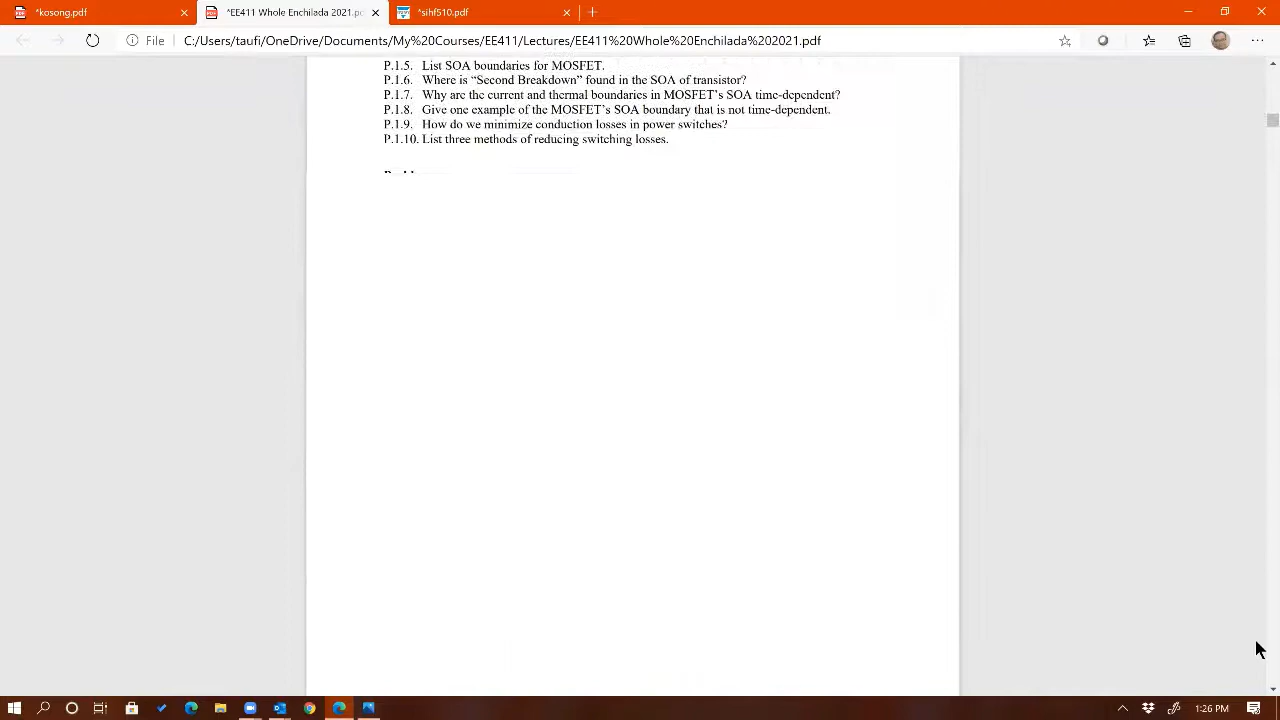 *kosong.pdf
*EE411 Whole Enchilada 2021.pd
*sihf510.pdf
File
C:/Users/taufi/OneDrive/Documents/My%20Courses/EE411/Lectures/EE411%20Whole%20Enchilada%202021.pdf
P.1.5. List SOA boundaries for MOSFET.
P.1.6. Where is “Second Breakdown” found in the SOA of transistor?
P.1.7. Why are the current and thermal boundaries in MOSFET’s SOA time-dependent?
P.1.8. Give one example of the MOSFET’s SOA boundary that is not time-dependent.
P.1.9. How do we minimize conduction losses in power switches?
P.1.10. List three methods of reducing switching losses.
1:26 PM